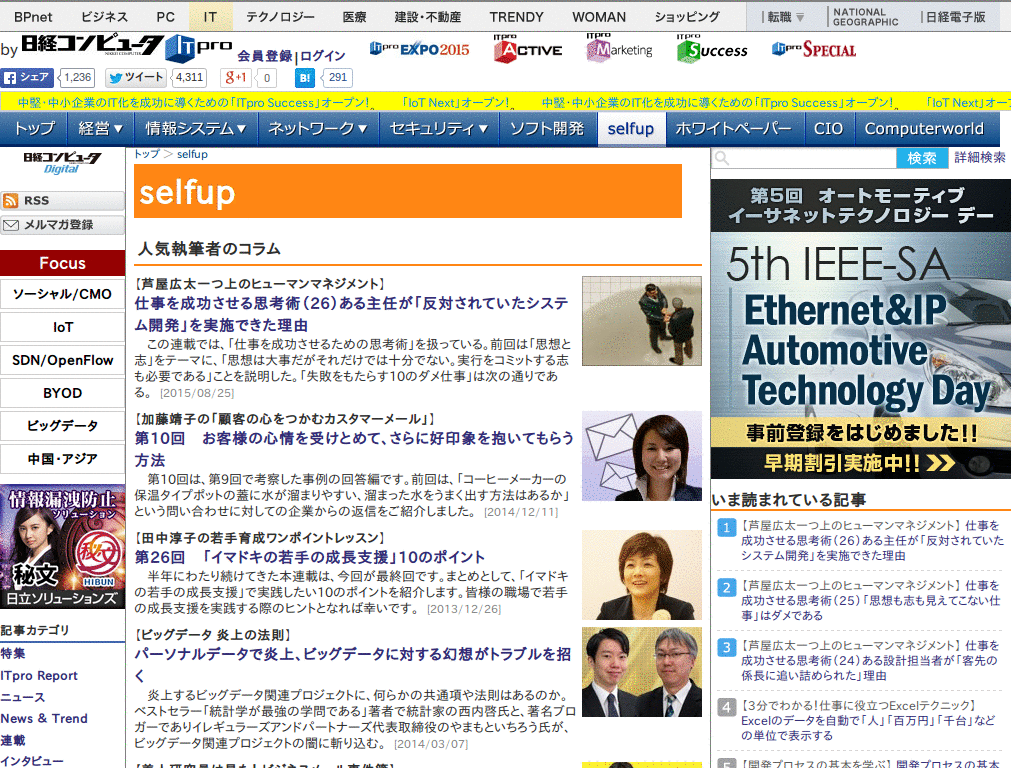 BPnet ビジネス PC IT テクノロジー 医療 建設・不動産 TRENDY WOMAN ショッピング | 転職▼ | NATIONAL GEOGRAPHIC | 日経電子版
by 日経コンピュータ ITpro 会員登録 | ログイン ITpro EXPO 2015 ITpro ACTIVE ITpro Marketing ITpro Success ITpro SPECIAL
シェア 1,236 ツイート 4,311 g+1 0 B! 291
中堅・中小企業のIT化を成功に導くための「ITpro Success」オープン!。 「IoT Next」オープン!。 中堅・中小企業のIT化を成功に導くための「ITpro Success」オープン!。 「IoT Next」オー
トップ 経営▼ 情報システム▼ ネットワーク▼ セキュリティ▼ ソフト開発 selfup ホワイトペーパー CIO Computerworld
日経コンピュータ
Digital
RSS
メルマガ登録
Focus
ソーシャル/CMO
IoT
SDN/OpenFlow
BYOD
ビッグデータ
中国・アジア
情報漏洩防止
ソリューション
秘文
秘文
HIBUN
日立ソリューションズ
記事カテゴリ
特集
ITpro Report
ニュース
News & Trend
連載
インタビュー
トップ ＞ selfup
selfup
人気執筆者のコラム
【芦屋広太一つ上のヒューマンマネジメント】
仕事を成功させる思考術（26）ある主任が「反対されていたシステ
ム開発」を実施できた理由
この連載では、「仕事を成功させるための思考術」を扱っている。前回は「思想と
志」をテーマに、「思想は大事だがそれだけでは十分でない。実行をコミットする志
も必要である」ことを説明した。「失敗をもたらす10のダメ仕事」は次の通りであ
る。 [2015/08/25]
【加藤靖子の「顧客の心をつかむカスタマーメール」】
第10回 お客様の心情を受けとめて、さらに好印象を抱いてもらう
方法
第10回は、第9回で考察した事例の回答編です。前回は、「コーヒーメーカーの
保温タイプポットの蓋に水が溜まりやすい、溜まった水をうまく出す方法はあるか」
という問い合わせに対しての企業からの返信をご紹介しました。 [2014/12/11]
【田中淳子の若手育成ワンポイントレッスン】
第26回 「イマドキの若手の成長支援」10のポイント
半年にわたり続けてきた本連載は、今回が最終回です。まとめとして、「イマドキ
の若手の成長支援」で実践したい10のポイントを紹介します。皆様の職場で若手
の成長支援を実践する際のヒントとなれば幸いです。 [2013/12/26]
【ビッグデータ 炎上の法則】
パーソナルデータで炎上、ビッグデータに対する幻想がトラブルを招
く
炎上するビッグデータ関連プロジェクトに、何らかの共通項や法則はあるのか。
ベストセラー「統計学が最強の学問である」著者で統計家の西内啓氏と、著名ブロ
ガーでありイレギュラーズアンドパートナーズ代表取締役のやまもといちろう氏が、
ビッグデータ関連プロジェクトの闇に斬り込む。 [2014/03/07]
検索 詳細検索
第5回 オートモーティブ
イーサネットテクノロジー デー
5th IEEE-SA
Ethernet&IP
Automotive
Technology Day
事前登録をはじめました!!
早期割引実施中!!
いま読まれている記事
1 【芦屋広太一つ上のヒューマンマネジメント】 仕事を
成功させる思考術（26）ある主任が「反対されていた
システム開発」を実施できた理由
2 【芦屋広太一つ上のヒューマンマネジメント】 仕事を
成功させる思考術（25）「思想も志も見えてこない仕
事」はダメである
3 【芦屋広太一つ上のヒューマンマネジメント】 仕事を
成功させる思考術（24）ある設計担当者が「客先の
係長に追い詰められた」理由
4 【3分でわかる！仕事に役立つExcelテクニック】
Excelのデータを自動で「人」「百万円」「千台」など
の単位で表示する
5 【開発プロセスの基本を学ぶ】 開発プロセスの基本